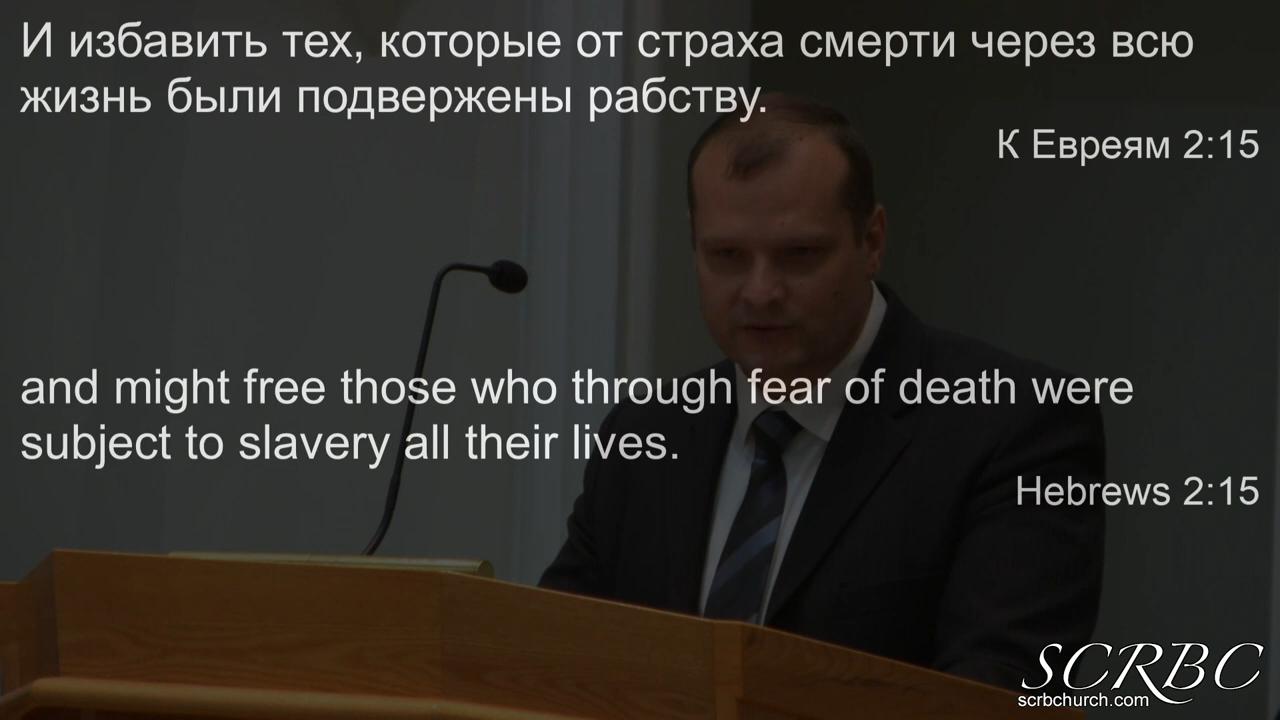 И избавить тех, которые от страха смерти через всю
жизнь были подвержены рабству.
К Евреям 2:15
and might free those who through fear of death were
subject to slavery all their lives.
Hebrews 2:15
SCRBC
scrbchurch.com